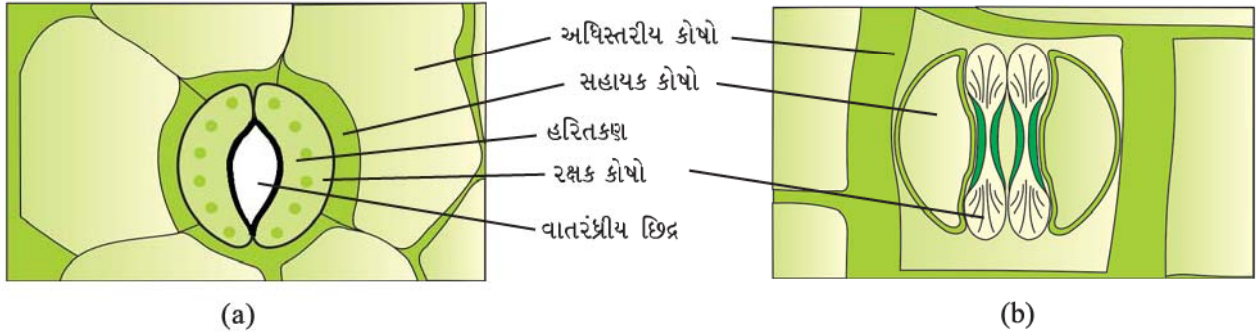 અધિસ્તરીય કોષો
સહાયક કોષો
હરિતકણ
રક્ષક કોષો
વાતરંધ્રીય છિદ્ર
(a)
(b)